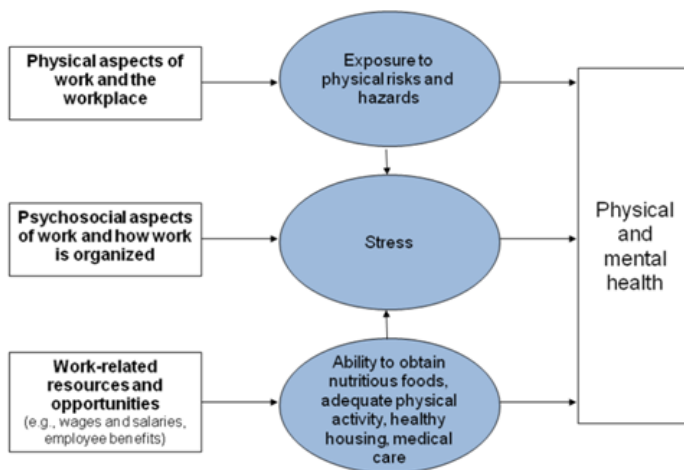 Physical aspects of
work and the
workplace
Exposure to
physical risks and
hazards
Psychosocial aspects
of work and how work
is organized
Stress
Physical
and
mental
health
Work-related
resources and
opportunities
(e.g., wages and salaries,
employee benefits)
Ability to obtain
nutritious foods,
adequate physical
activity, healthy
housing, medical
care